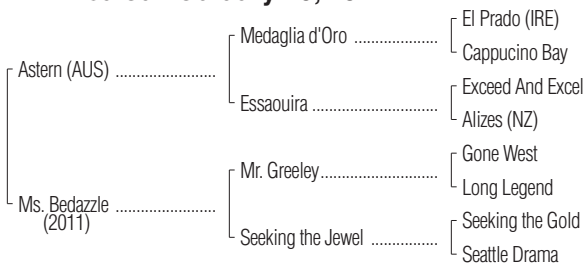 El Prado (IRE)
Medaglia d'Oro ....................
Cappucino Bay
Astern (AUS) ........................
Exceed And Excel
Essaouira ..............................
Alizes (NZ)
Gone West
Mr. Greeley............................
Long Legend
Ms. Bedazzle ........................
(2011)
Seeking the Gold
Seeking the Jewel ................
Seattle Drama